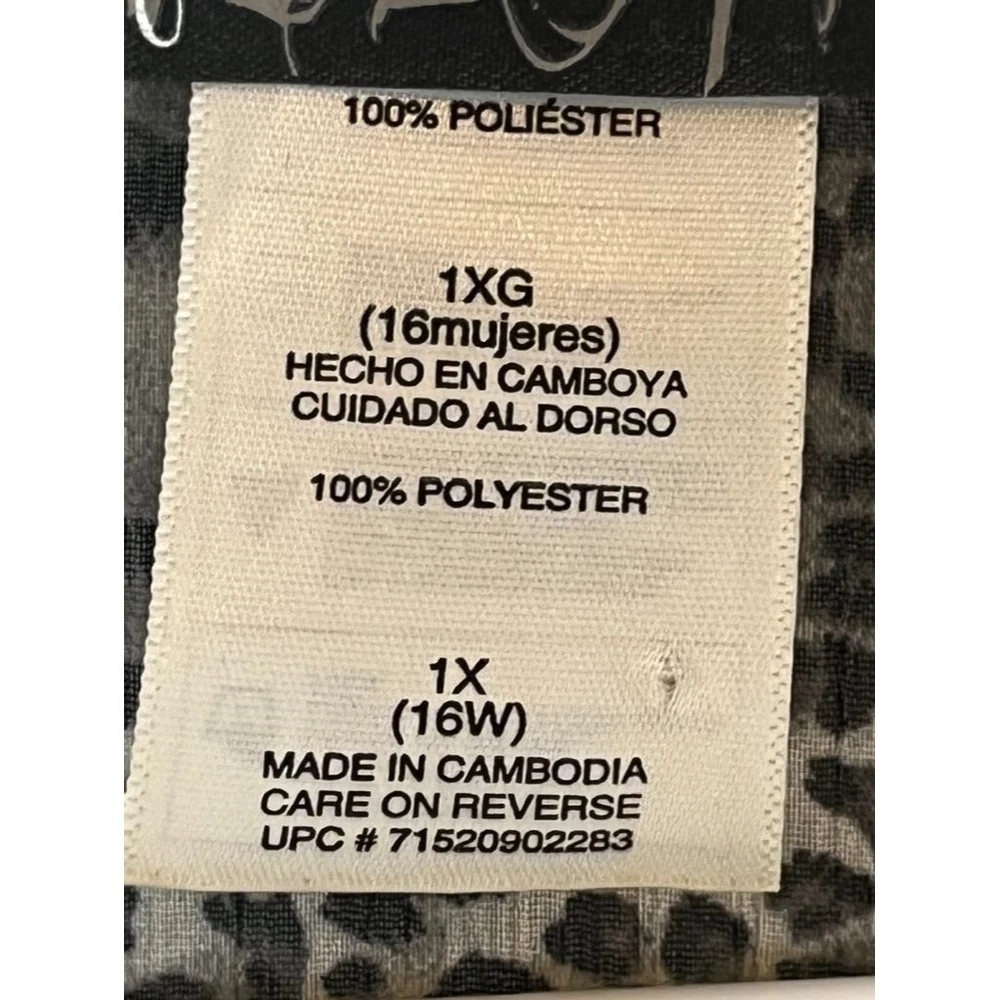 100% POLIÉSTER
1XG
(16mujeres)
HECHO EN CAMBOYA
CUIDADO AL DORSO
100% POLYESTER
1X
(16W)
MADE IN CAMBODIA
CARE ON REVERSE
UPC # 71520902283